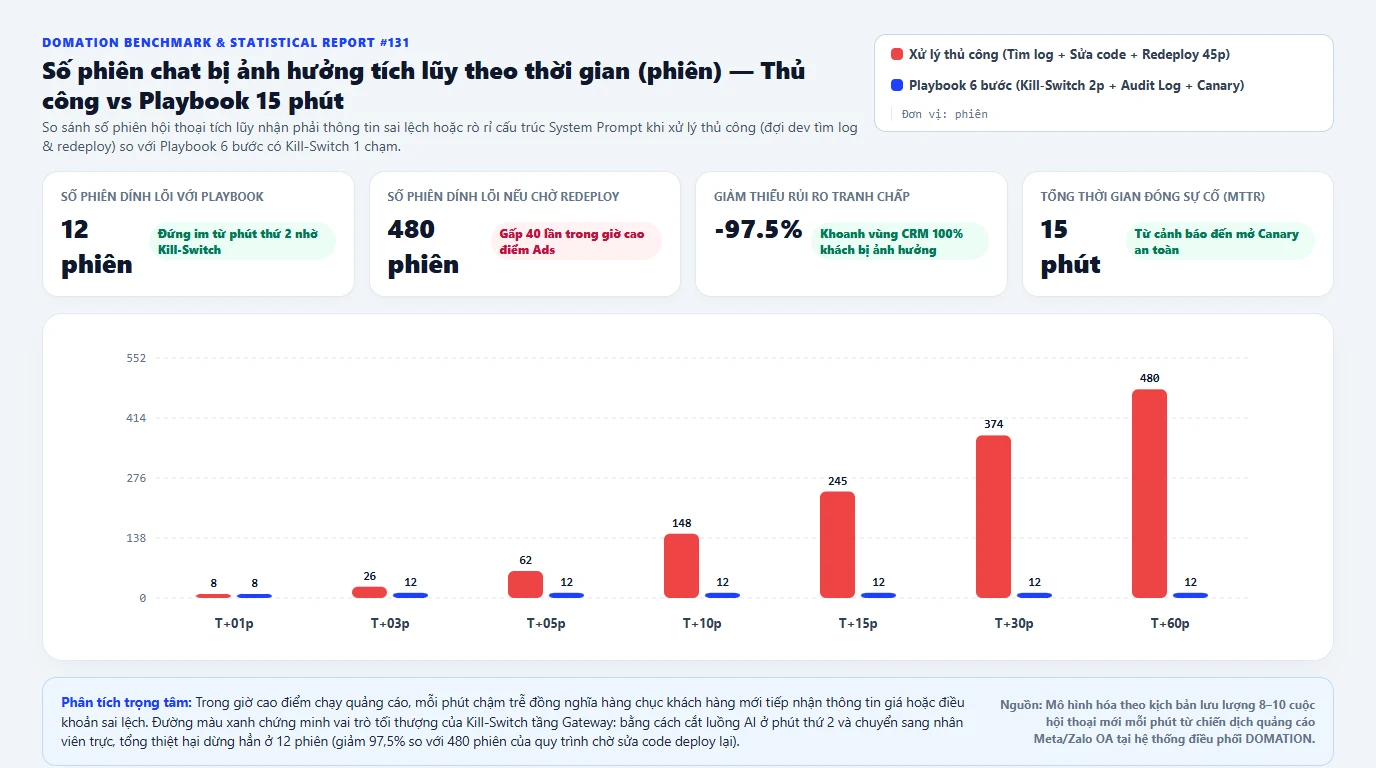 DOMATION BENCHMARK & STATISTICAL REPORT #131
Số phiên chat bị ảnh hưởng tích lũy theo thời gian (phiên) — Thủ
công vs Playbook 15 phút
So sánh số phiên hội thoại tích lũy nhận phải thông tin sai lệch hoặc rò rỉ cấu trúc System Prompt khi xử lý thủ công (đợi dev tìm log
& redeploy) so với Playbook 6 bước có Kill-Switch 1 chạm.
Xử lý thủ công (Tìm log + Sửa code + Redeploy 45p)
Playbook 6 bước (Kill-Switch 2p + Audit Log + Canary)
Đơn vị: phiên
SỐ PHIÊN DÍNH LỖI VỚI PLAYBOOK
12
phiên
Đứng im từ phút thứ 2 nhờ
Kill-Switch
SỐ PHIÊN DÍNH LỖI NẾU CHỜ REDEPLOY
480
phiên
Gấp 40 lần trong giờ cao
điểm Ads
GIẢM THIỂU RỦI RO TRANH CHẤP
-97.5%
Khoanh vùng CRM 100%
khách bị ảnh hưởng
TỔNG THỜI GIAN ĐÓNG SỰ CỐ (MTTR)
15
phút
Từ cảnh báo đến mở Canary
an toàn
552
414
276
138
0
8
8
26
12
62
12
148
12
245
12
374
12
480
12
T+01p
T+03p
T+05p
T+10p
T+15p
T+30p
T+60p
Phân tích trọng tâm: Trong giờ cao điểm chạy quảng cáo, mỗi phút chậm trễ đồng nghĩa hàng chục khách hàng mới tiếp nhận thông tin giá hoặc điều
khoản sai lệch. Đường màu xanh chứng minh vai trò tối thượng của Kill-Switch tầng Gateway: bằng cách cắt luồng AI ở phút thứ 2 và chuyển sang nhân
viên trực, tổng thiệt hại dừng hẳn ở 12 phiên (giảm 97,5% so với 480 phiên của quy trình chờ sửa code deploy lại).
Nguồn: Mô hình hóa theo kịch bản lưu lượng 8–10 cuộc
hội thoại mới mỗi phút từ chiến dịch quảng cáo
Meta/Zalo OA tại hệ thống điều phối DOMATION.